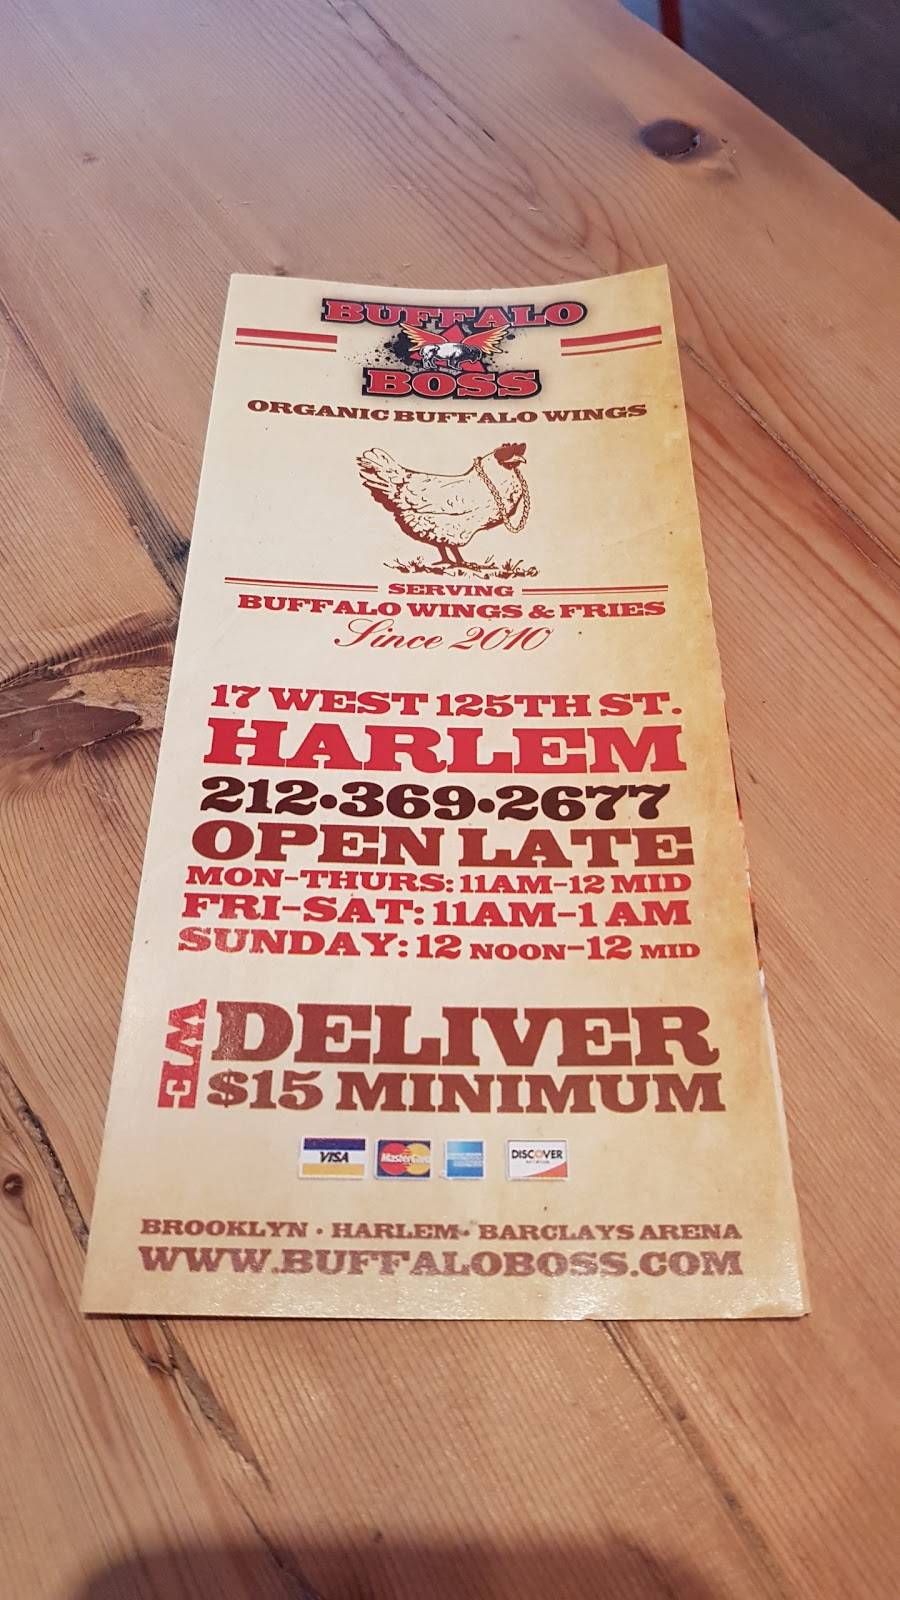 BUFFALO
BOSS
ORGANIC BUFFALO WINGS
SERVING
BUFFALO WINGS & FRIES
Since 2010
17 WEST 125TH ST.
HARLEM
212•369•2677
OPEN LATE
MON-THURS: 11AM-12 MID
FRI-SAT: 11AM-1 AM
SUNDAY: 12 NOON-12 MID
WE DELIVER
$15 MINIMUM
VISA MasterCard DISCOVER
BROOKLYN • HARLEM • BARCLAYS ARENA
WWW.BUFFALOBOSS.COM